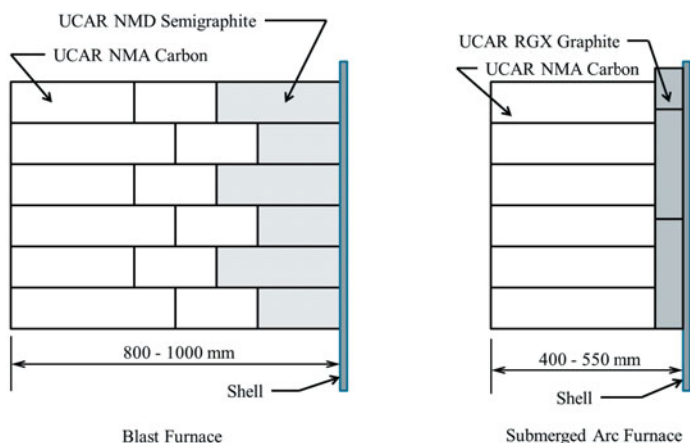 UCAR NMD Semigraphite
UCAR NMA Carbon
800 - 1000 mm
Shell
Blast Furnace
UCAR RGX Graphite
UCAR NMA Carbon
400 - 550 mm
Shell
Submerged Arc Furnace